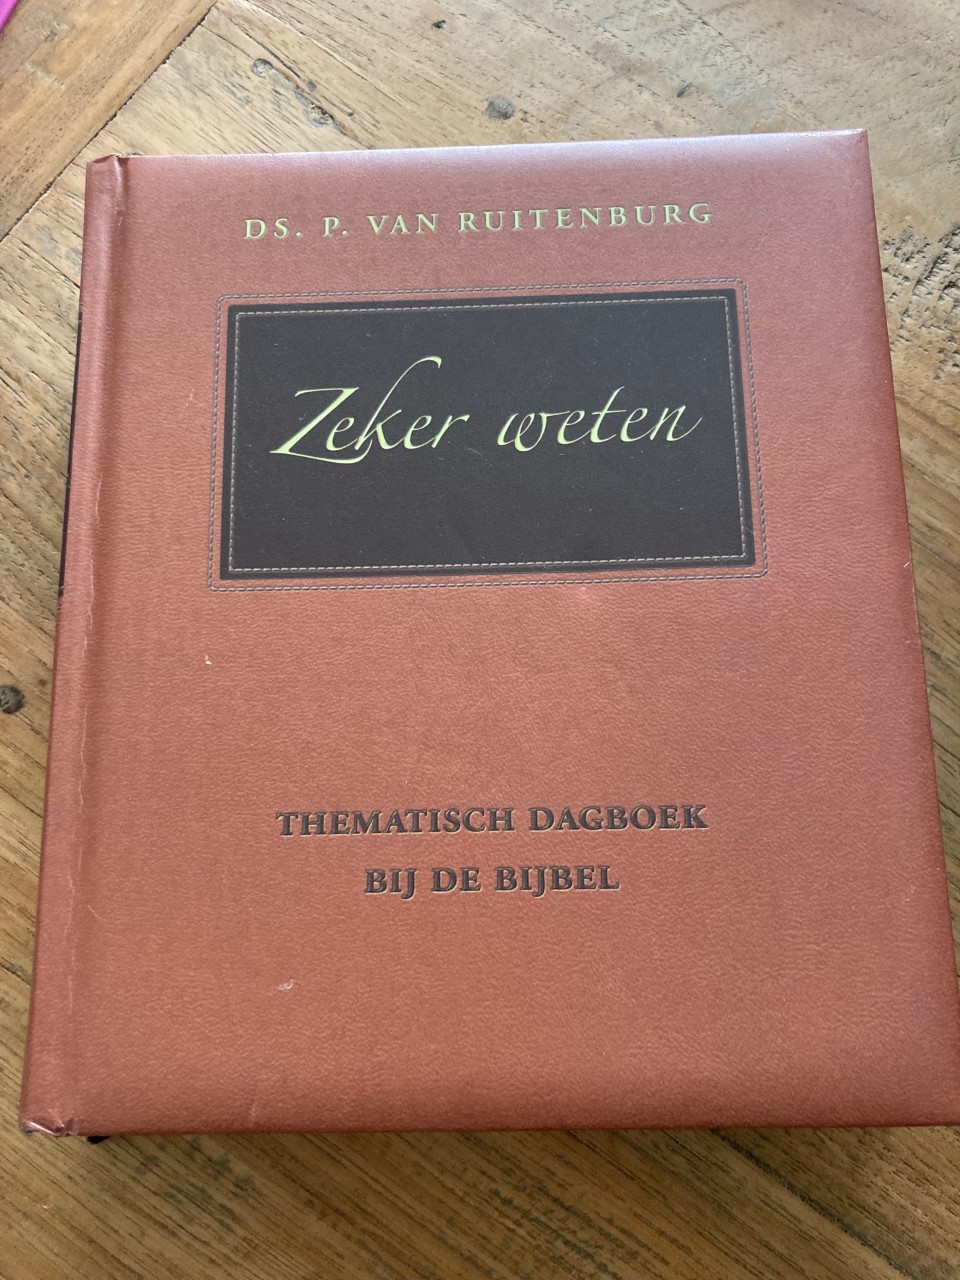 DS. P. VAN RUITENBURG
Zeker weten
THEMATISCH DAGBOEK
BIJ DE BIJBEL